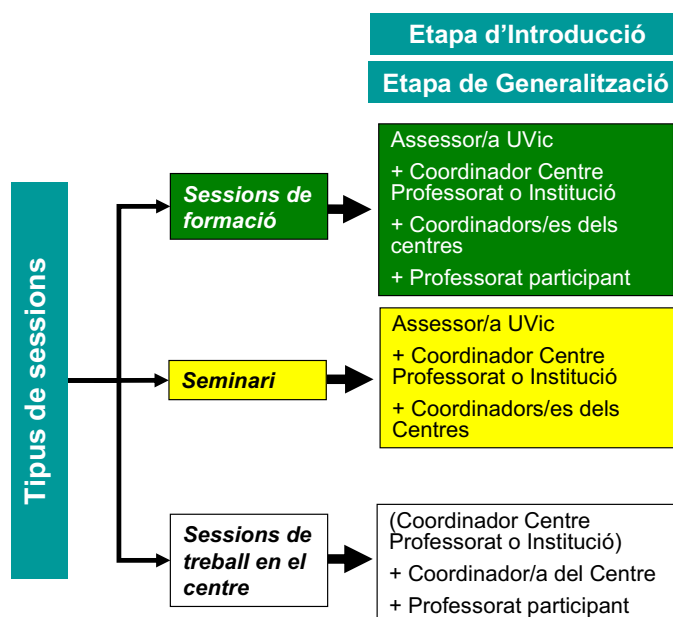 Etapa d’Introducció
Etapa de Generalització
Tipus de sessions
Sessions de
formació
Assessor/a UVic
+ Coordinador Centre
Professorat o Institució
+ Coordinadors/es dels
centres
+ Professorat participant
Seminari
Assessor/a UVic
+ Coordinador Centre
Professorat o Institució
+ Coordinadors/es dels
Centres
Sessions de
treball en el
centre
(Coordinador Centre
Professorat o Institució)
+ Coordinador/a del Centre
+ Professorat participant